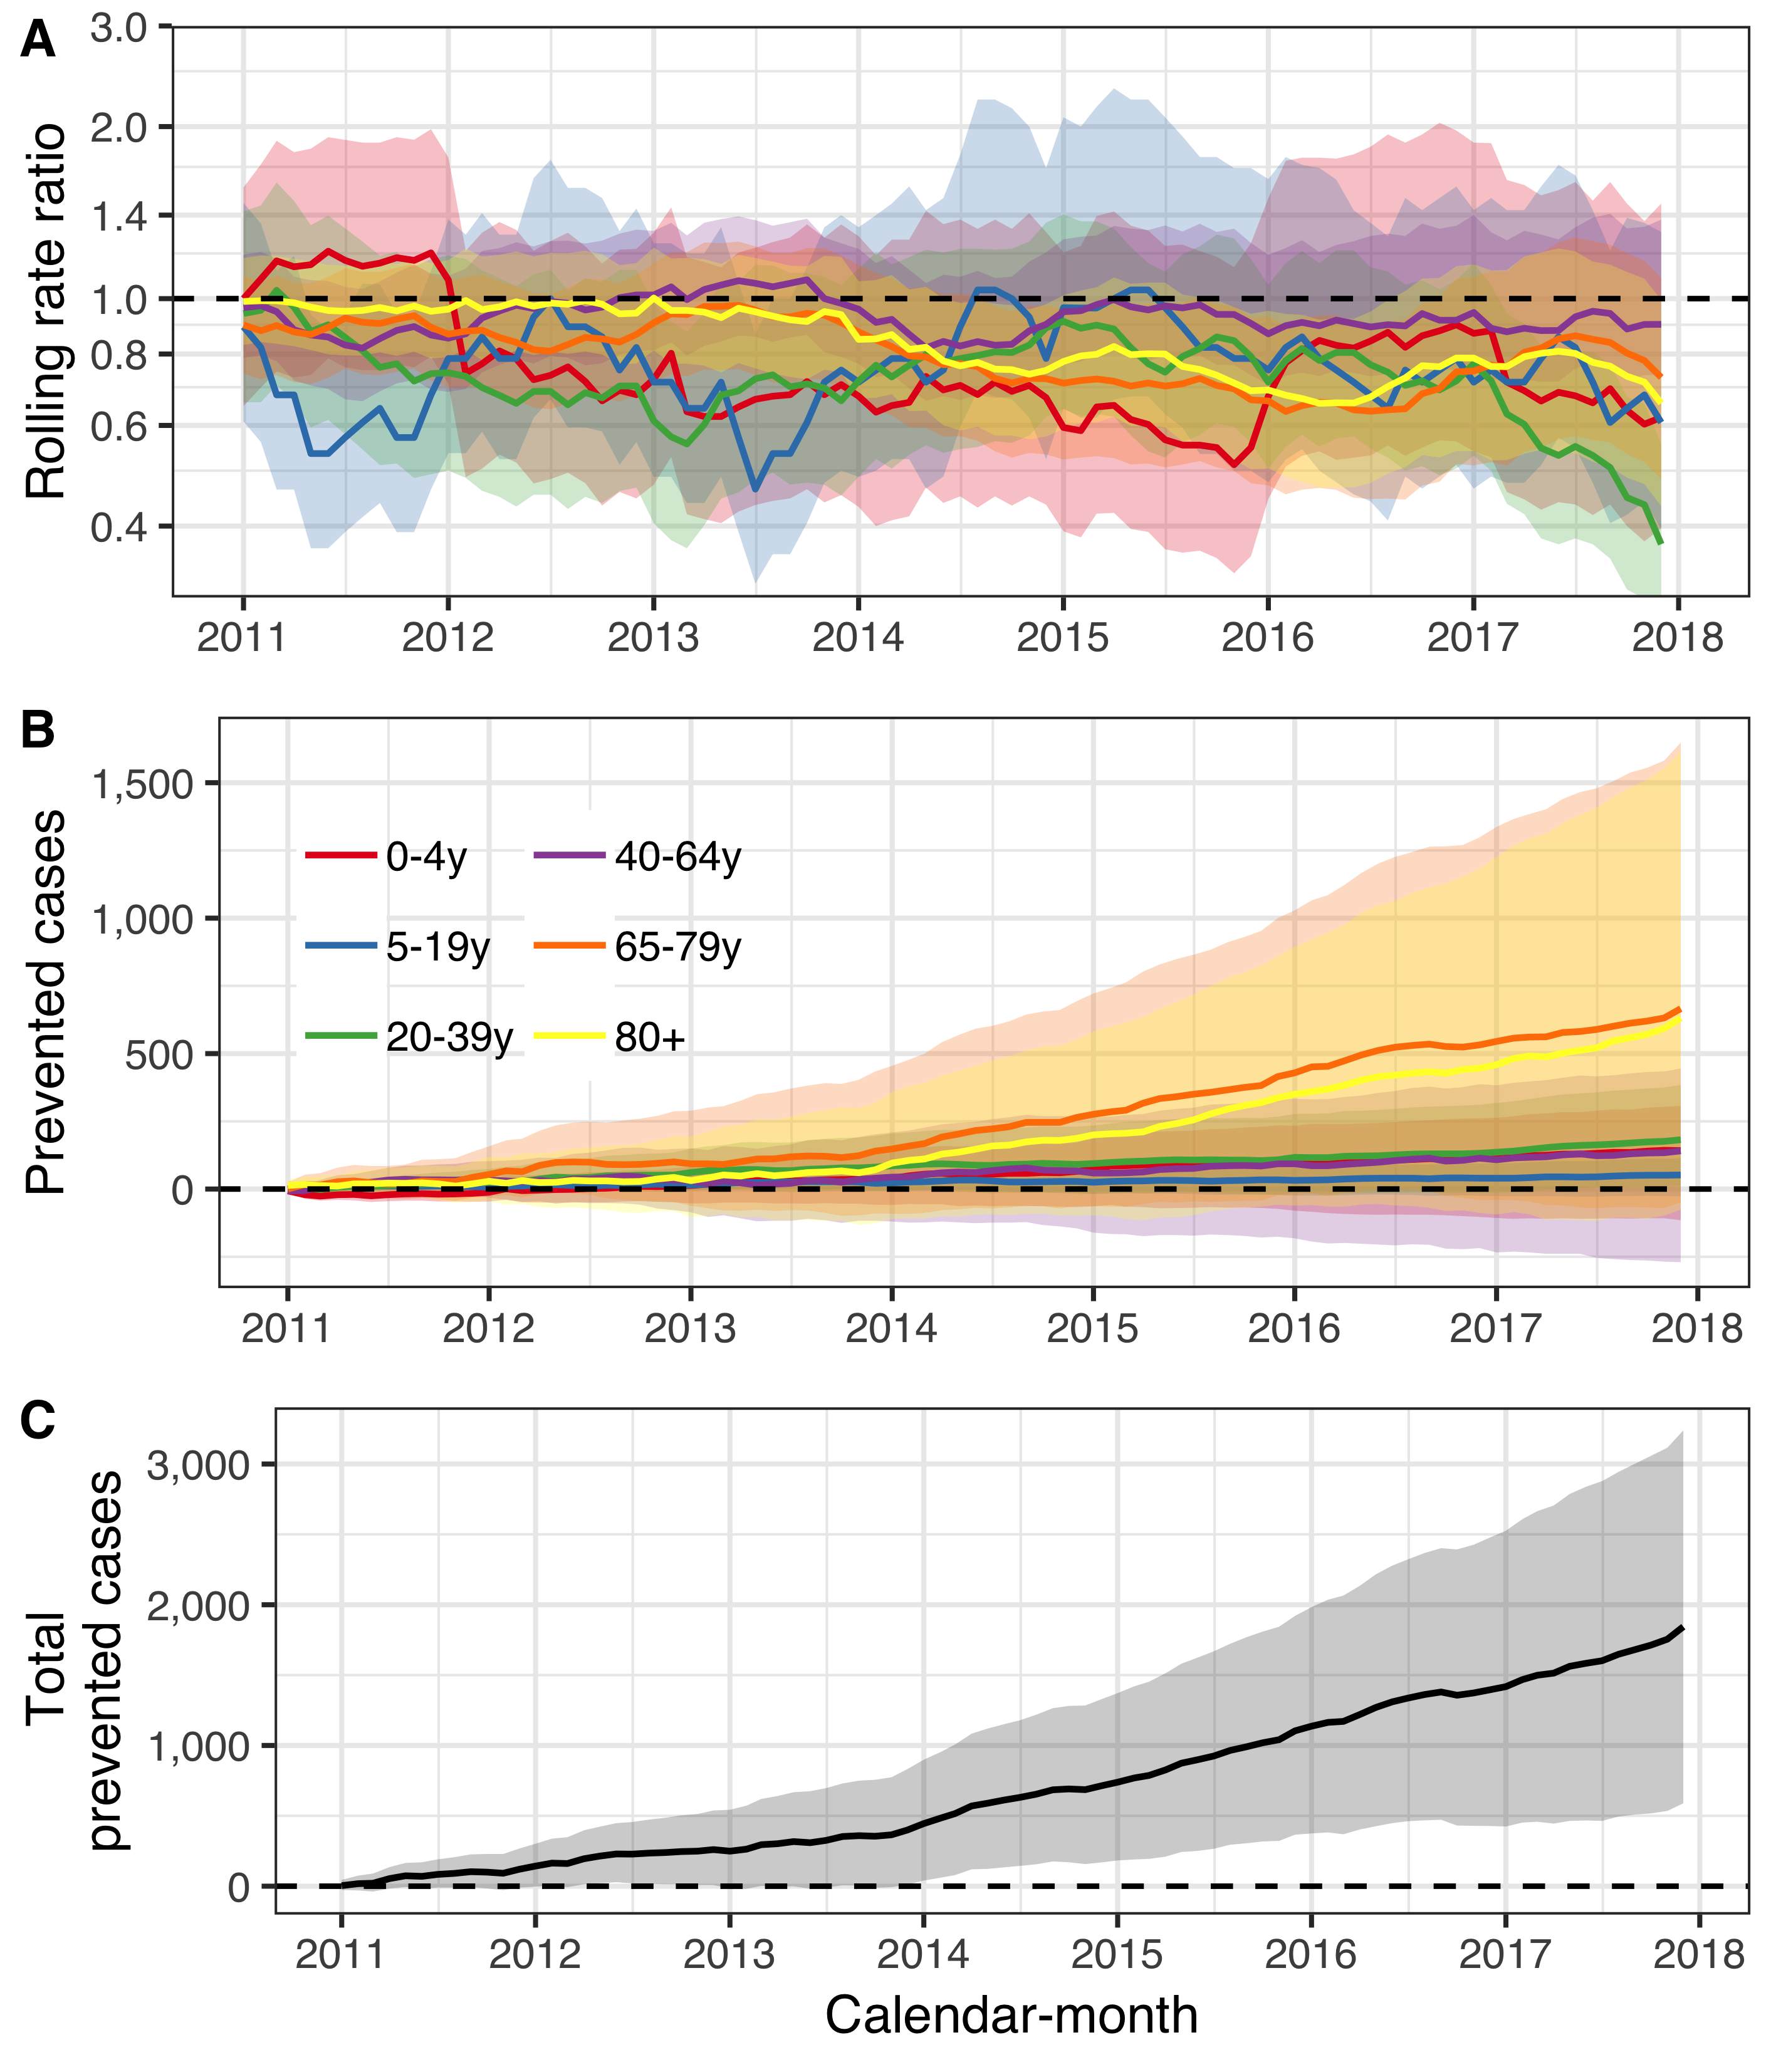 A
Rolling rate ratio
3.0
2.0
1.4
1.0
0.8
0.6
0.4
2011 2012 2013 2014 2015 2016 2017 2018
B
Prevented cases
1,500
1,000
500
0
0-4y 40-64y
5-19y 65-79y
20-39y 80+
2011 2012 2013 2014 2015 2016 2017 2018
C
Total
prevented cases
3,000
2,000
1,000
0
2011 2012 2013 2014 2015 2016 2017 2018
Calendar-month